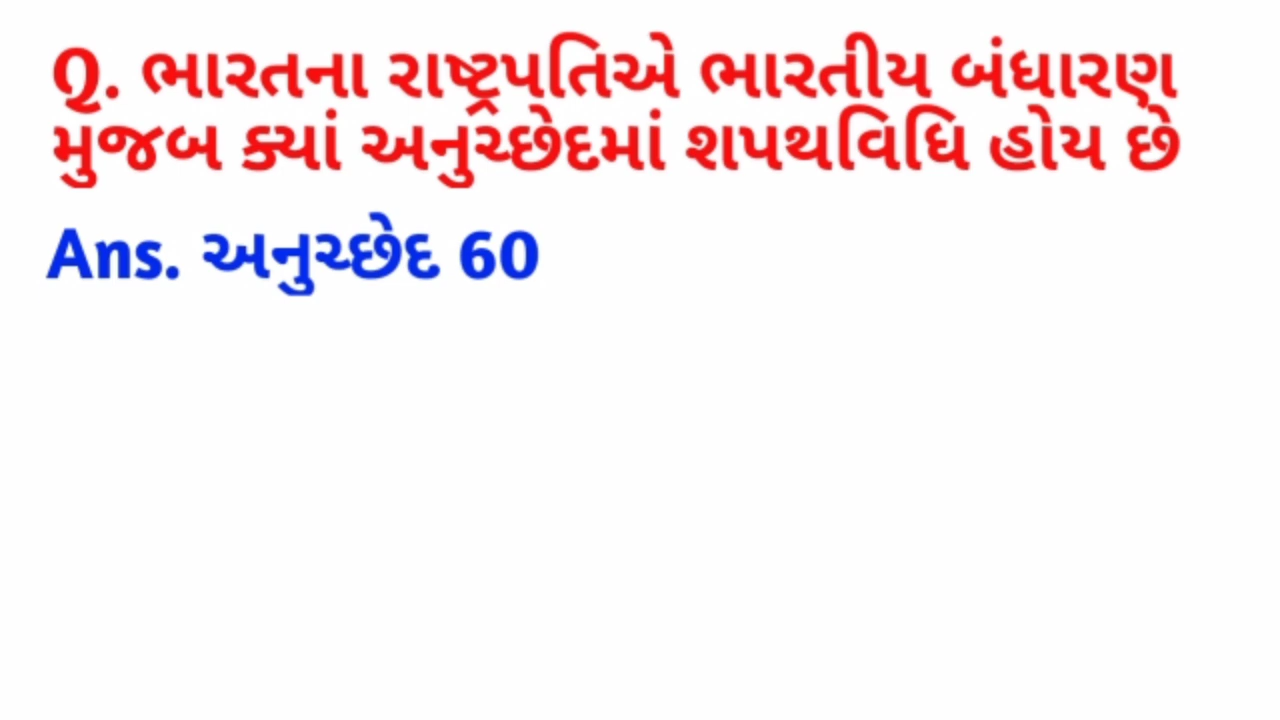 Q. ભારતના રાષ્ટ્રપતિએ ભારતીય બંધારણ
મુજબ ક્યાં અનુચ્છેદમાં શપથવિધિ હોય છે
Ans. અનુચ્છેદ 60